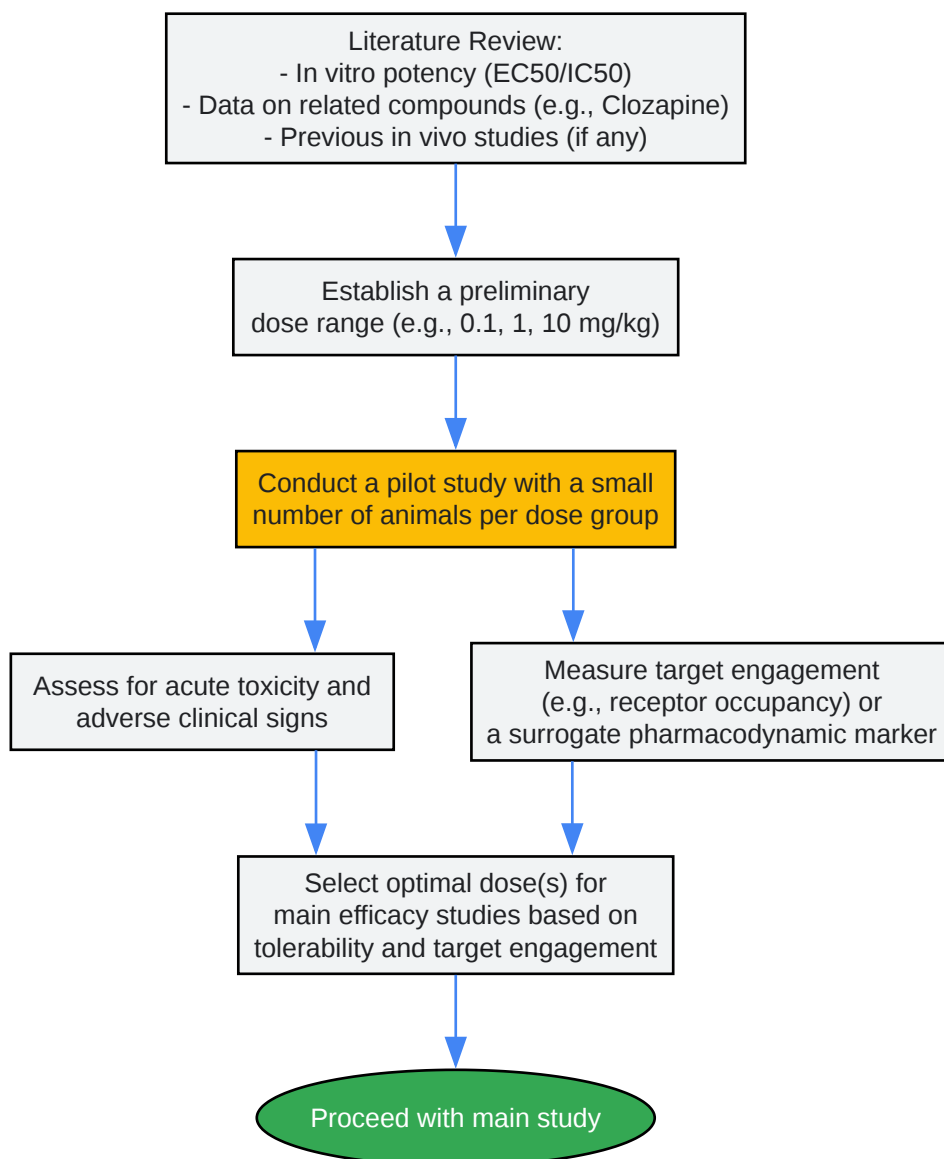 Literature Review:
- In vitro potency (EC50/IC50)
- Data on related compounds (e.g., Clozapine)
- Previous in vivo studies (if any)
Establish a preliminary
dose range (e.g., 0.1, 1, 10 mg/kg)
Conduct a pilot study with a small
number of animals per dose group
Assess for acute toxicity and
adverse clinical signs
Measure target engagement
(e.g., receptor occupancy) or
a surrogate pharmacodynamic marker
Select optimal dose(s) for
main efficacy studies based on
tolerability and target engagement
Proceed with main study